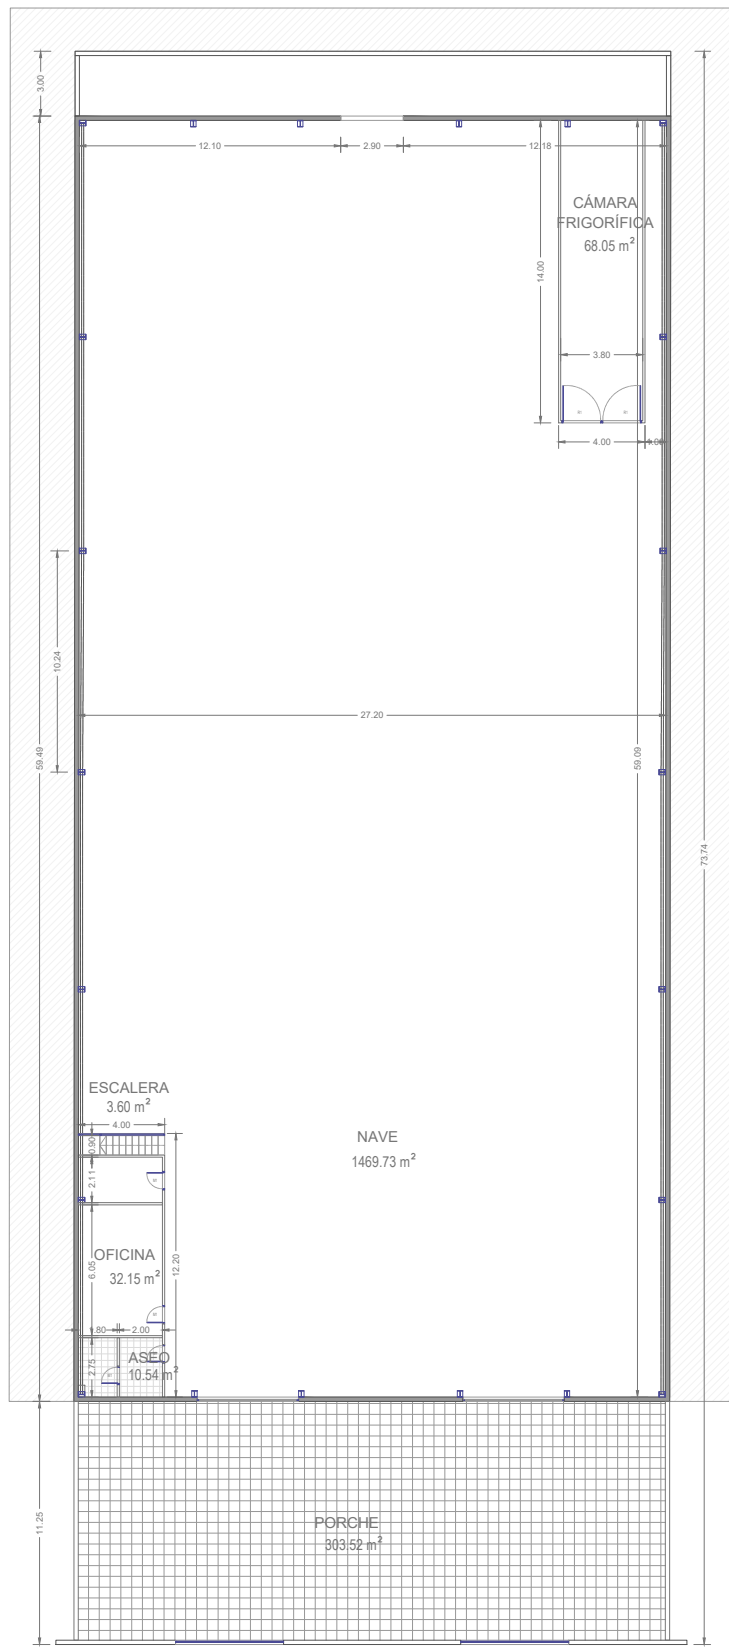 3.00
12.10
2.90
12.18
CÁMARA
FRIGORÍFICA
68.05 m²
14.00
3.80
4.00
10.24
27.20
59.49
59.09
73.74
ESCALERA
3.60 m²
4.00
0.90
NAVE
1469.73 m²
2.11
OFICINA
32.15 m²
6.05
12.20
.80
2.00
ASEO
10.54 m²
2.75
PORCHE
303.52 m²
11.25